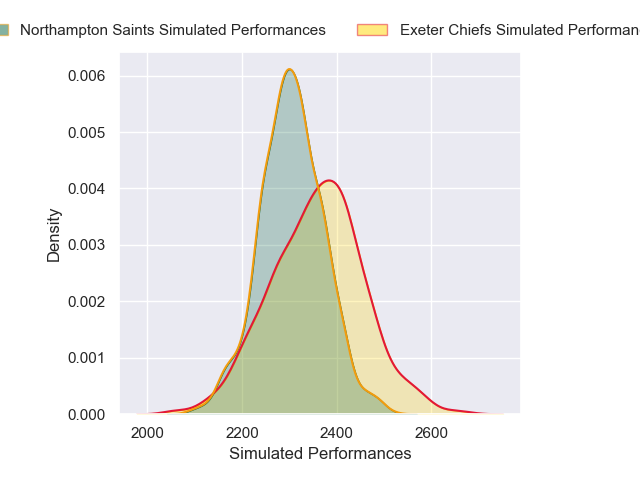 Northampton Saints Simulated Performances
Exeter Chiefs Simulated
0.006
0.005
0.004
0.003
0.002
0.001
0.000
Density
2000
2200
2400
2600
Simulated Performances